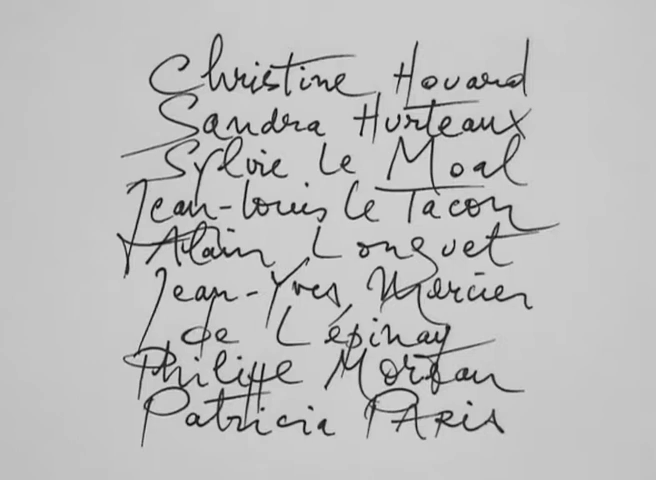 Christine Houard
Sandra Hurteaux
Sylvie Le Moal
Jean-Louis Le Tacon
Alain Longuet
Jean-Yves Mercier
de L'épinay
Philippe Morfan
Patricia PARIS